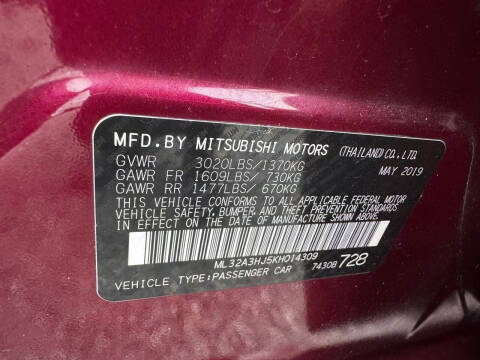 MFD. BY MITSUBISHI MOTORS (THAILAND) CO., LTD.
GVWR 3020LBS/1370KG MAY 2019
GAWR FR 1609LBS/ 730KG
GAWR RR 1477LBS/ 670KG
THIS VEHICLE CONFORMS TO ALL APPLICABLE FEDERAL MOTOR
VEHICLE SAFETY, BUMPER, AND THEFT PREVENTION STANDARDS
IN EFFECT ON THE DATE OF MANUFACTURE SHOWN ABOVE.
ML32A3HJ5KH014309
VEHICLE TYPE: PASSENGER CAR 74308 728